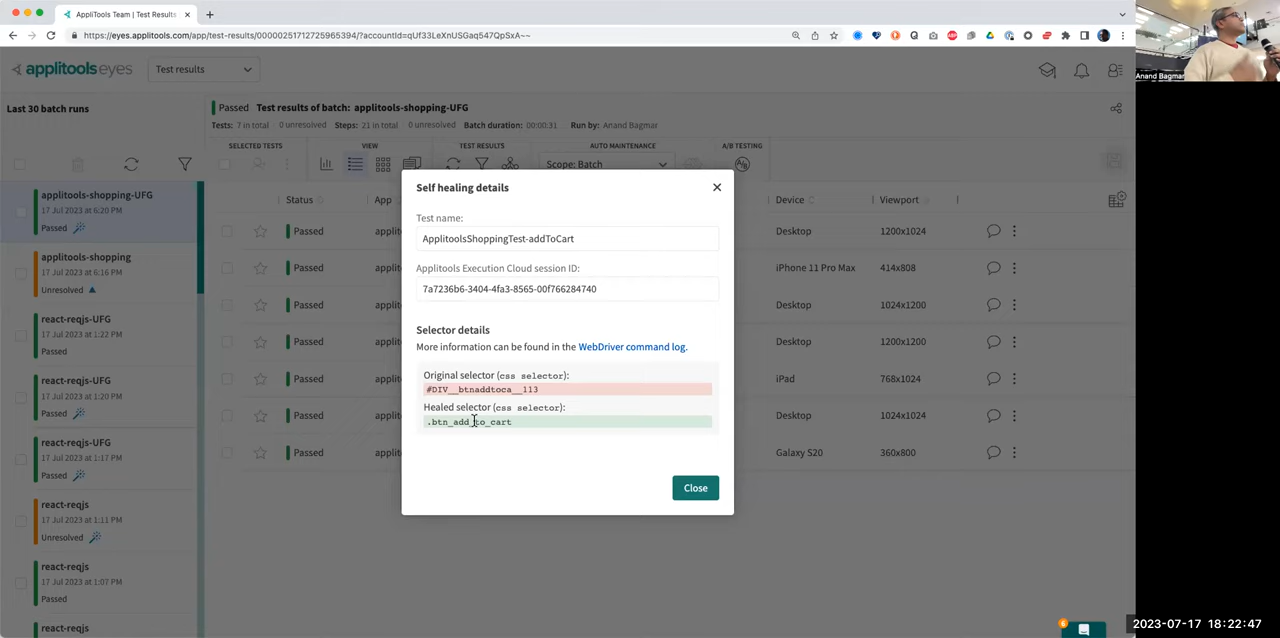 AppliTools Team | Test Results
https://eyes.applitools.com/app/test-results/00000251712725965394/?accountId=qUf33LeXnUSGaq547QpSxA~~
Anand Bagmar
applitools eyes
Test results
Last 30 batch runs
Passed Test results of batch: applitools-shopping-UFG
Tests: 7 in total 0 unresolved Steps: 21 in total 0 unresolved Batch duration: 00:00:31 Run by: Anand Bagmar
SELECTED TESTS VIEW TEST RESULTS AUTO MAINTENANCE A/B TESTING
Scope: Batch
applitools-shopping-UFG
17 Jul 2023 at 6:20 PM
Passed
applitools-shopping
17 Jul 2023 at 6:16 PM
Unresolved
react-reqjs-UFG
17 Jul 2023 at 1:22 PM
Passed
react-reqjs-UFG
17 Jul 2023 at 1:20 PM
Passed
react-reqjs-UFG
17 Jul 2023 at 1:17 PM
Passed
react-reqjs
17 Jul 2023 at 1:11 PM
Unresolved
react-reqjs
17 Jul 2023 at 1:07 PM
Passed
react-reqjs
Status App Device Viewport
Passed Desktop 1200x1024
Passed iPhone 11 Pro Max 414x808
Passed Desktop 1024x1200
Passed Desktop 1200x1200
Passed iPad 768x1024
Passed Desktop 1024x1024
Passed Galaxy S20 360x800
Self healing details
Test name:
ApplitoolsShoppingTest-addToCart
Applitools Execution Cloud session ID:
7a7236b6-3404-4fa3-8565-00f766284740
Selector details
More information can be found in the WebDriver command log.
Original selector (css selector):
#DIV__btnaddtoca__113
Healed selector (css selector):
.btn_add_to_cart
Close
6
2023-07-17 18:22:47